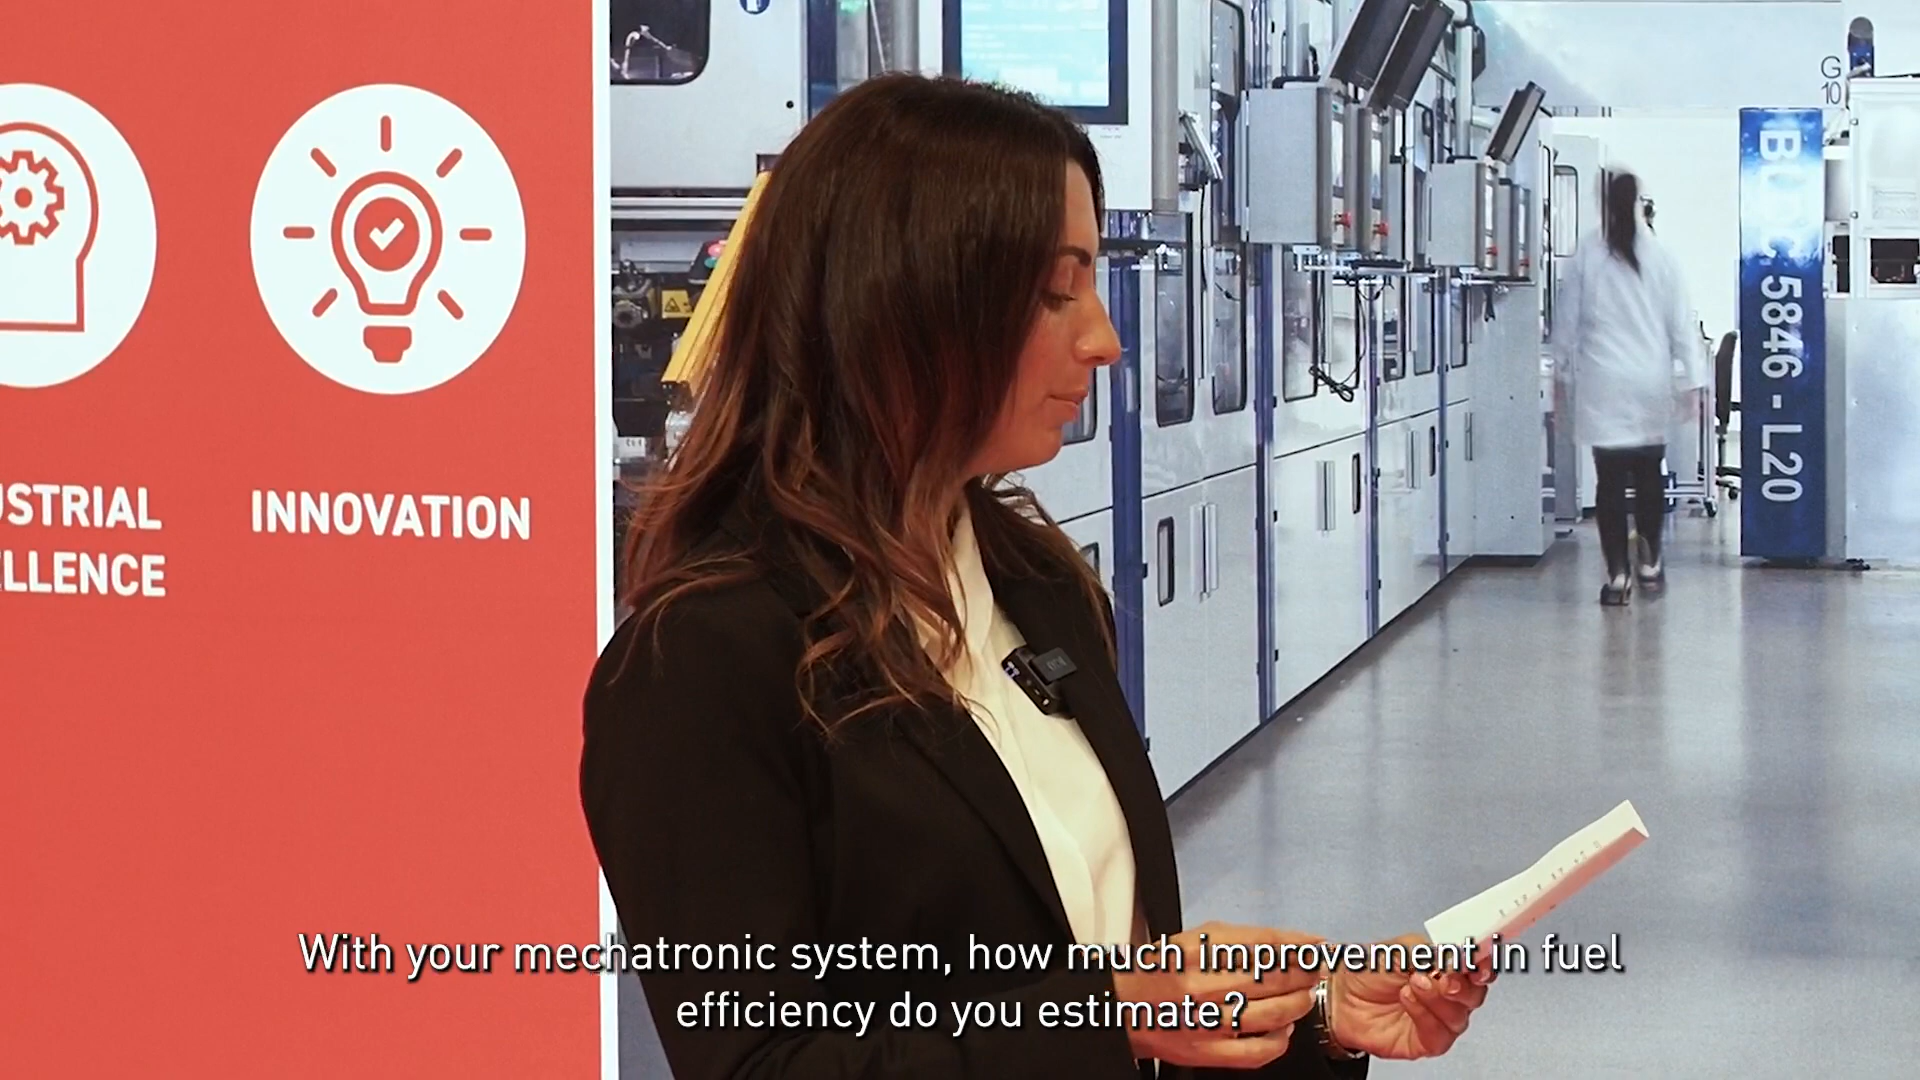 USTRIAL
ELLENCE
INNOVATION
G
10
5846 - L20
With your mechatronic system, how much improvement in fuel
efficiency do you estimate?